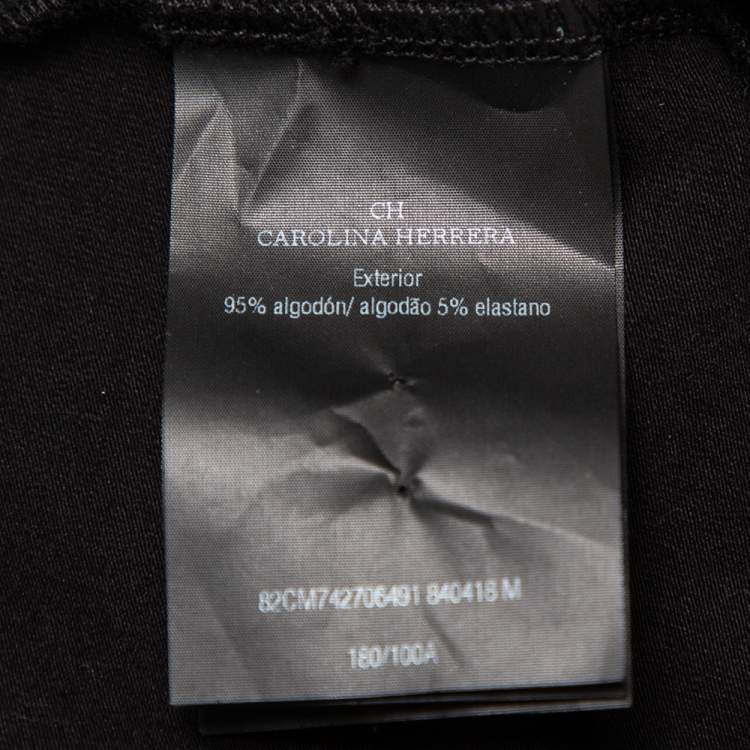 CH
CAROLINA HERRERA
Exterior
95% algodón/ algodão 5% elastano
82CM742706491 840418 M
180/100A